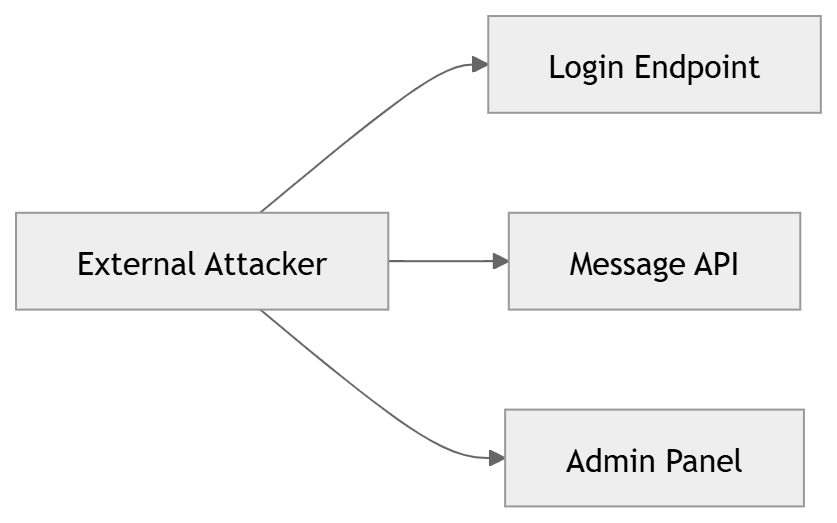 Login Endpoint
External Attacker
Message API
Admin Panel